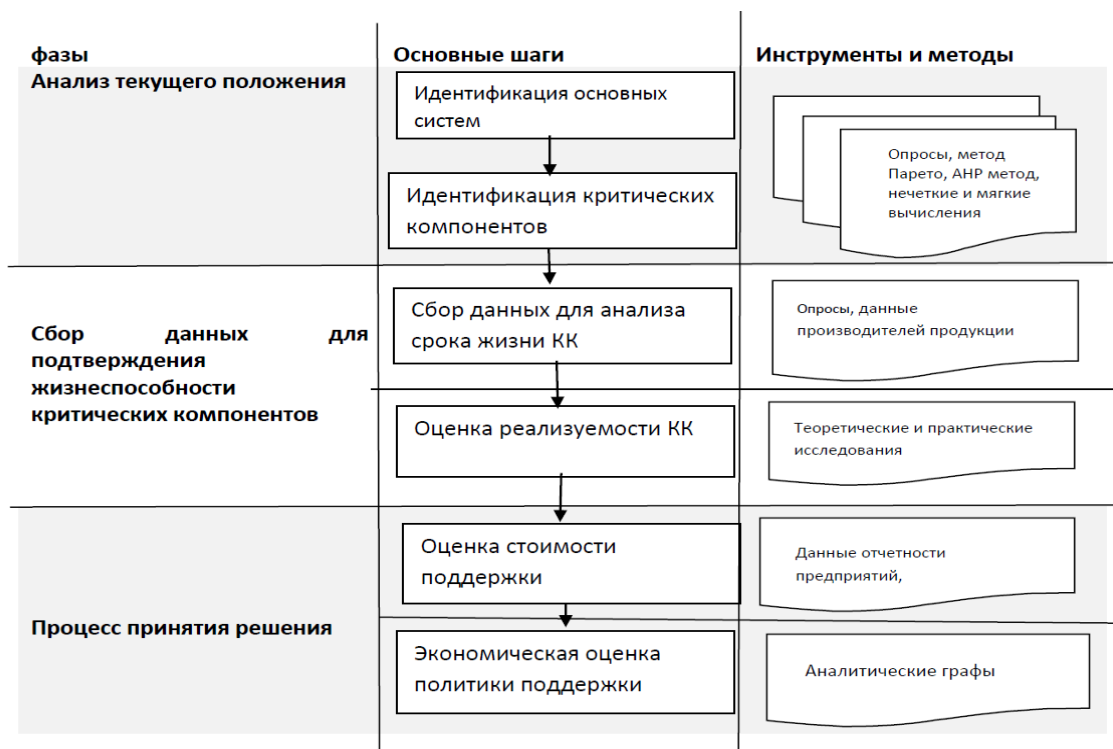 фазы
Основные шаги
Инструменты и методы
Анализ текущего положения
Идентификация основных
систем
Идентификация критических
компонентов
Опросы, метод
Парето, АНР метод,
нечеткие и мягкие
вычисления
Сбор данных для
подтверждения
жизнеспособности
критических компонентов
Сбор данных для анализа
срока жизни КК
Опросы, данные
производителей продукции
Оценка реализуемости КК
Теоретические и практические
исследования
Процесс принятия решения
Оценка стоимости
поддержки
Данные отчетности
предприятий,
Экономическая оценка
политики поддержки
Аналитические графы